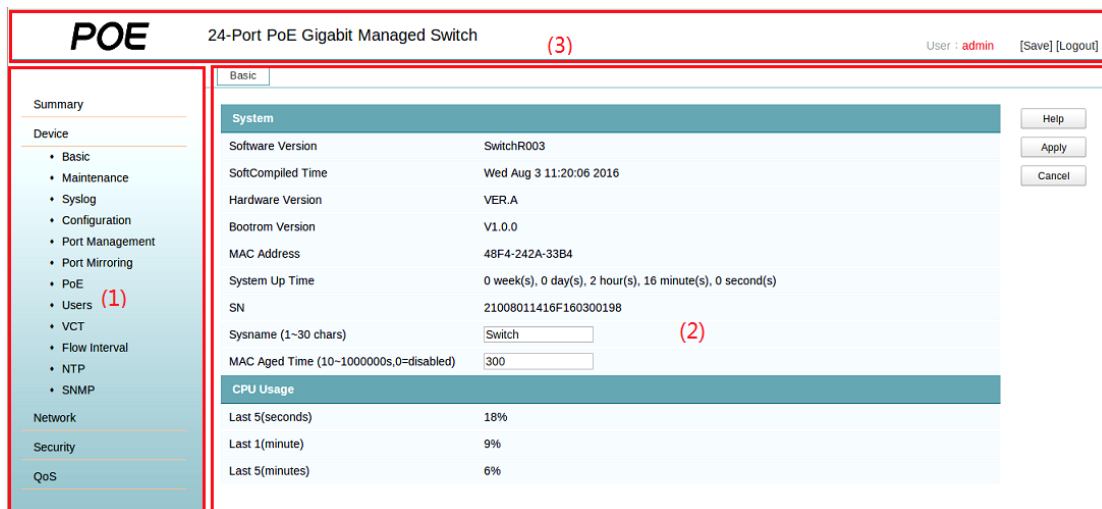 POE
24-Port PoE Gigabit Managed Switch
(3)
User : admin
[Save] [Logout]
Summary
Device
Basic
Maintenance
Syslog
Configuration
Port Management
Port Mirroring
PoE
Users
(1)
VCT
Flow Interval
NTP
SNMP
Network
Security
QoS
Basic
System
Software Version SwitchR003
SoftCompiled Time Wed Aug 3 11:20:06 2016
Hardware Version VER.A
Bootrom Version V1.0.0
MAC Address 48F4-242A-33B4
System Up Time 0 week(s), 0 day(s), 2 hour(s), 16 minute(s), 0 second(s)
SN 21008011416F160300198
Sysname (1~30 chars) Switch
(2)
MAC Aged Time (10~1000000s,0=disabled) 300
CPU Usage
Last 5(seconds) 18%
Last 1(minute) 9%
Last 5(minutes) 6%
Help
Apply
Cancel